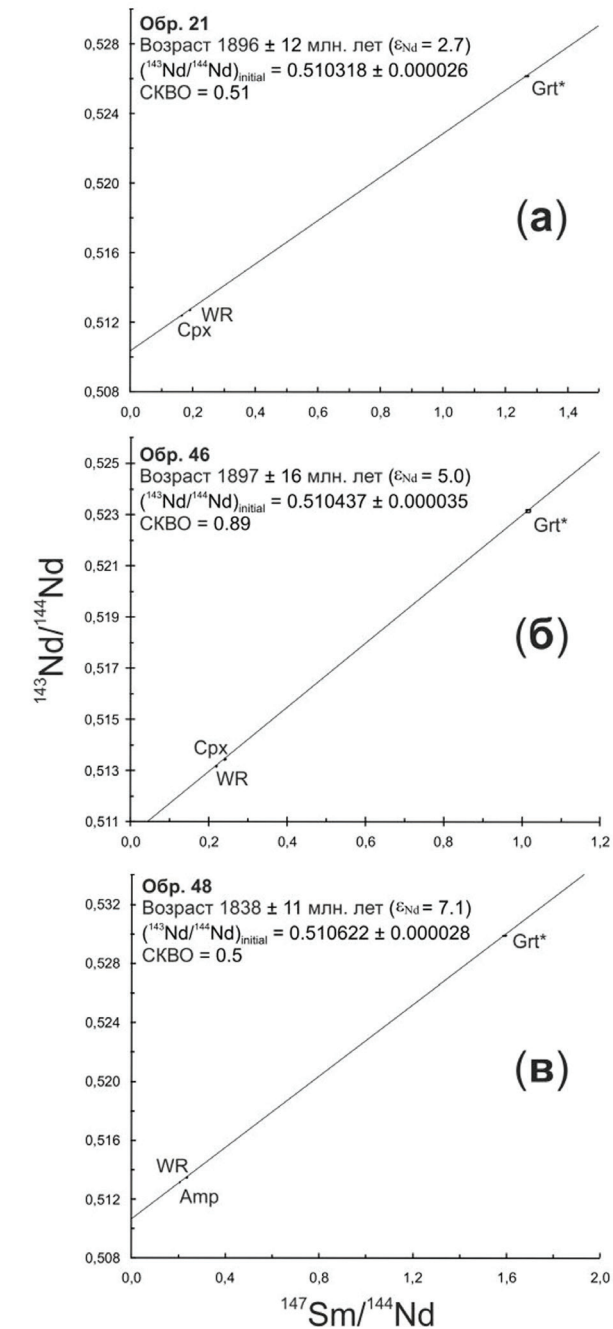 Обр. 21
Возраст 1896 ± 12 млн. лет (εNd = 2.7)
(¹⁴³Nd/¹⁴⁴Nd)initial = 0.510318 ± 0.000026
СКВО = 0.51
0,528
0,524
0,520
0,516
0,512
0,508
Grt*
(а)
WR
Cpx
0,0 0,2 0,4 0,6 0,8 1,0 1,2 1,4
Обр. 46
Возраст 1897 ± 16 млн. лет (εNd = 5.0)
(¹⁴³Nd/¹⁴⁴Nd)initial = 0.510437 ± 0.000035
СКВО = 0.89
0,525
0,523
0,521
0,519
0,517
0,515
0,513
0,511
Grt*
(б)
Cpx
WR
0,0 0,2 0,4 0,6 0,8 1,0 1,2
¹⁴³Nd/¹⁴⁴Nd
Обр. 48
Возраст 1838 ± 11 млн. лет (εNd = 7.1)
(¹⁴³Nd/¹⁴⁴Nd)initial = 0.510622 ± 0.000028
СКВО = 0.5
0,532
0,528
0,524
0,520
0,516
0,512
0,508
Grt*
(в)
WR
Amp
0,0 0,4 0,8 1,2 1,6 2,0
¹⁴⁷Sm/¹⁴⁴Nd